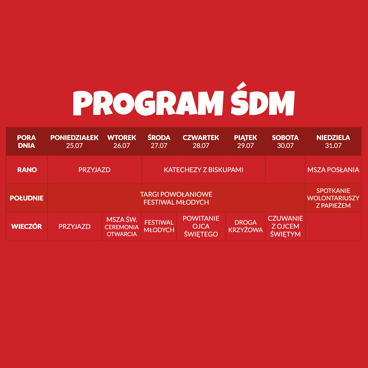 PROGRAM ŚDM
PORA DNIA PONIEDZIAŁEK 25.07 WTOREK 26.07 ŚRODA 27.07 CZWARTEK 28.07 PIĄTEK 29.07 SOBOTA 30.07 NIEDZIELA 31.07
RANO PRZYJAZD KATECHEZY Z BISKUPAMI MSZA POSŁANIA
POŁUDNIE TARGI POWOŁANIOWE FESTIWAL MŁODYCH SPOTKANIE WOLONTARIUSZY Z PAPIEŻEM
WIECZÓR PRZYJAZD MSZA ŚW. CEREMONIA OTWARCIA FESTIWAL MŁODYCH POWITANIE OJCA ŚWIĘTEGO DROGA KRZYŻOWA CZUWANIE Z OJCEM ŚWIĘTYM